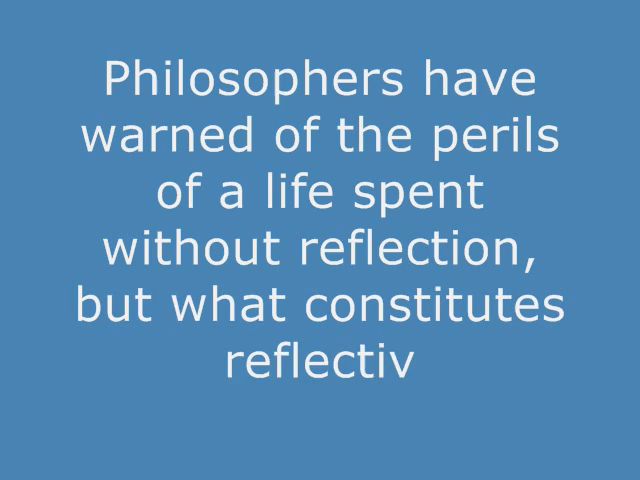 Philosophers have
warned of the perils
of a life spent
without reflection,
but what constitutes
reflectiv